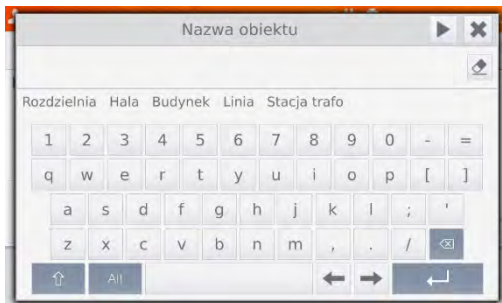 Nazwa obiektu
Rozdzielnia Hala Budynek Linia Stacja trafo
1 2 3 4 5 6 7 8 9 0 - =
q w e r t y u i o p [ ]
a s d f g h j k l ; '
z x c v b n m , . /
Alt